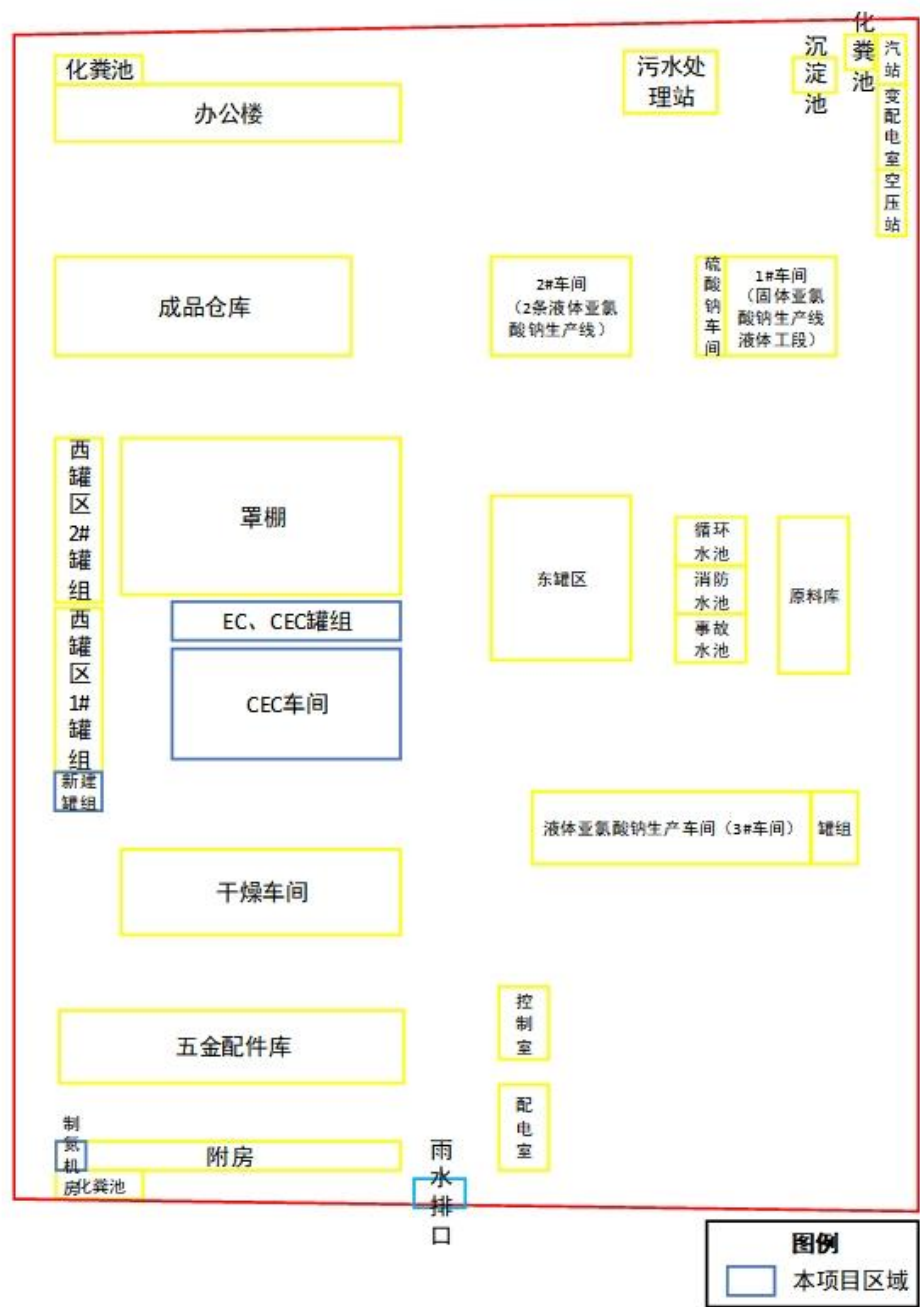 化粪池
办公楼
污水处
理站
沉
淀
池
化
粪
池
汽
站
变
配
电
室
空
压
站
成品仓库
2#车间
（2条液体亚氯
酸钠生产线）
硫
酸
钠
车
间
1#车间
（固体亚氯
酸钠生产线
液体工段）
西
罐
区
2#
罐
组
罩棚
西
罐
区
1#
罐
组
EC、CEC罐组
CEC车间
新建
罐组
东罐区
循环
水池
消防
水池
事故
水池
原料库
液体亚氯酸钠生产车间（3#车间）
罐组
干燥车间
五金配件库
控
制
室
配
电
室
制
氮
机
房
附房
化粪池
雨
水
排
口
图例
本项目区域